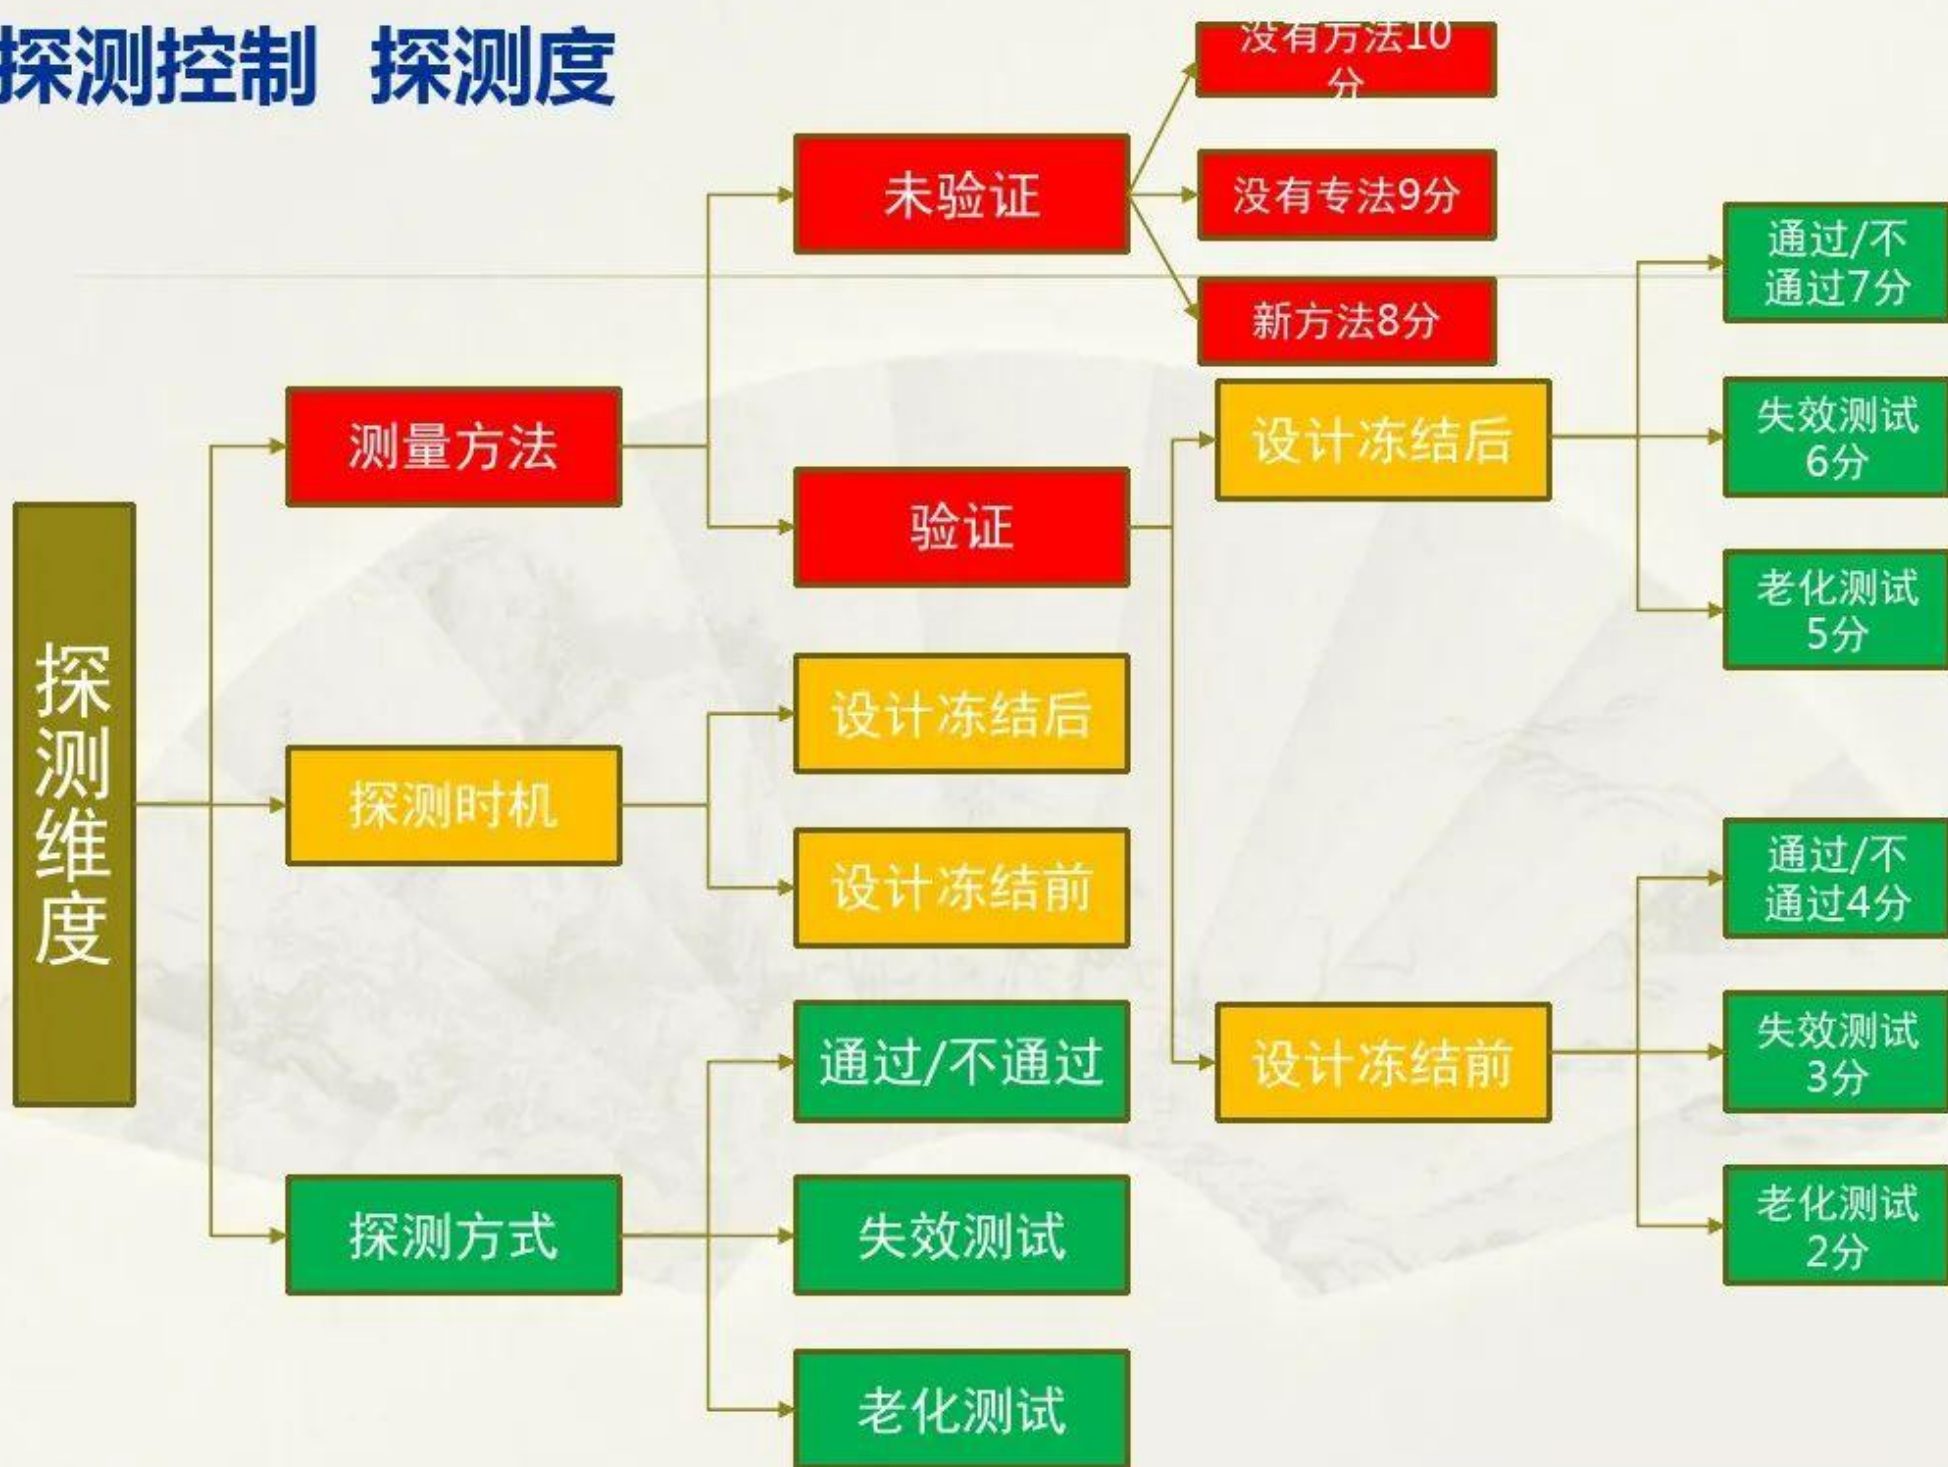 探测控制 探测度
没有方法10
分
未验证
没有专法9分
新方法8分
通过/不
通过7分
测量方法
验证
设计冻结后
失效测试
6分
老化测试
5分
探测维度
探测时机
设计冻结后
设计冻结前
通过/不
通过4分
通过/不通过
设计冻结前
失效测试
3分
探测方式
失效测试
老化测试
2分
老化测试